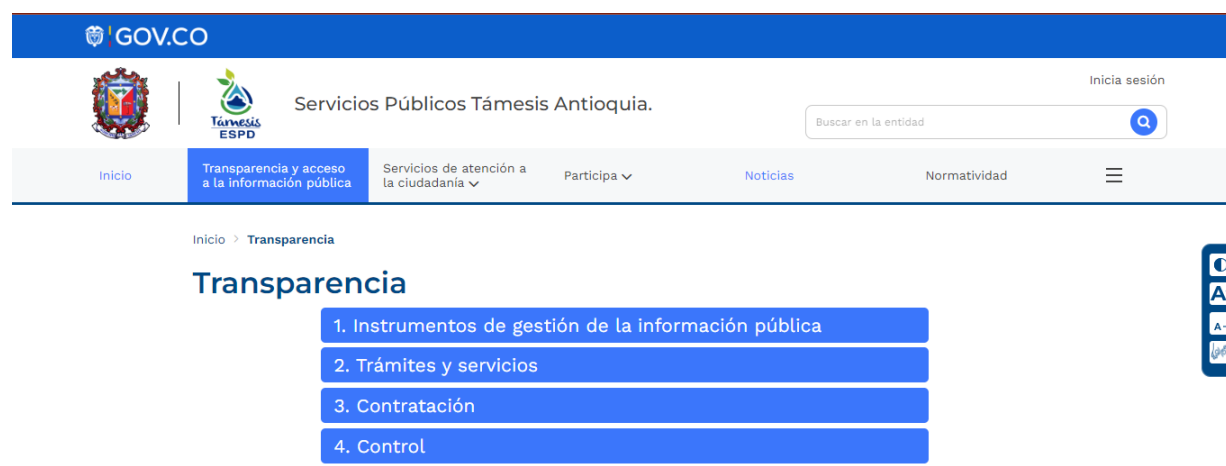 GOV.CO
Inicia sesión
Támesis
ESPD
Servicios Públicos Támesis Antioquia.
Buscar en la entidad
Inicio
Transparencia y acceso
a la información pública
Servicios de atención a
la ciudadanía
Participa
Noticias
Normatividad
Inicio > Transparencia
Transparencia
1. Instrumentos de gestión de la información pública
2. Trámites y servicios
3. Contratación
4. Control
A
A-